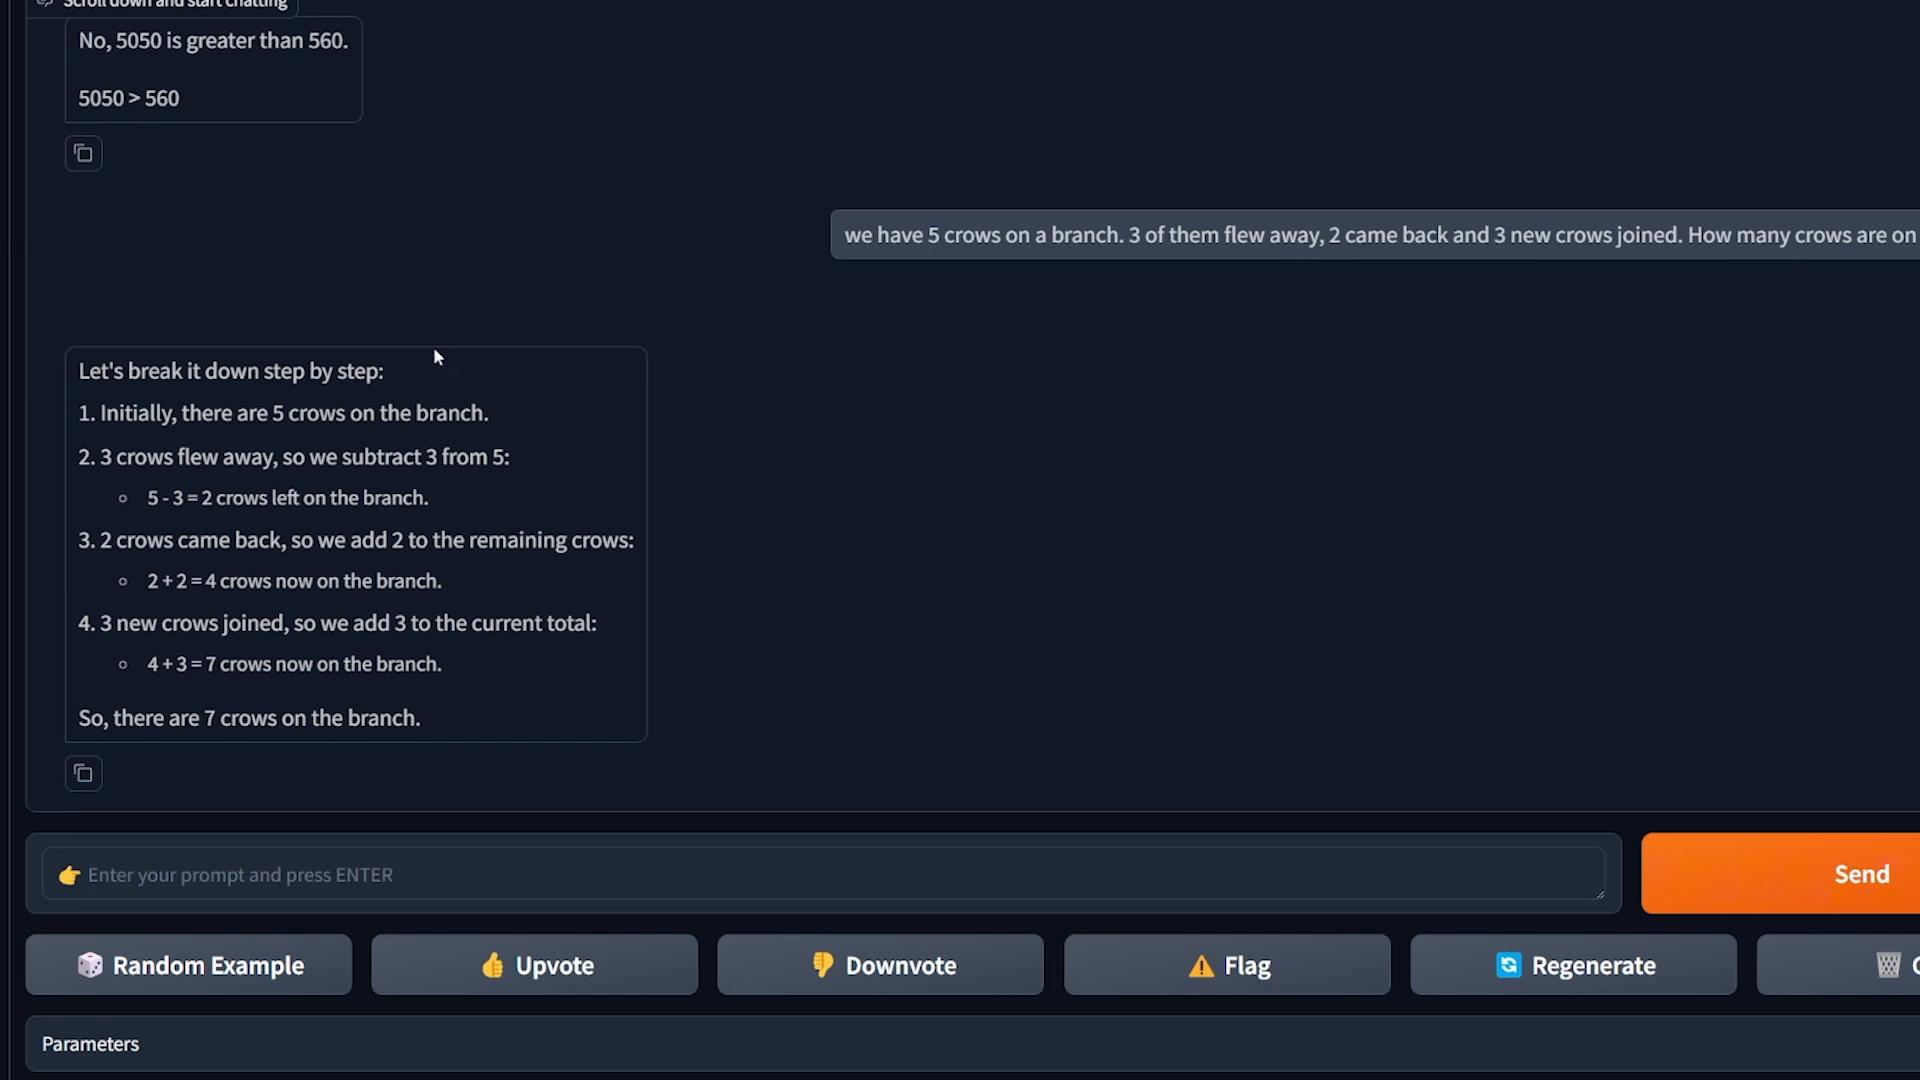 Scroll down and start chatting
No, 5050 is greater than 560.
5050 > 560
we have 5 crows on a branch. 3 of them flew away, 2 came back and 3 new crows joined. How many crows are on
Let's break it down step by step:
1. Initially, there are 5 crows on the branch.
2. 3 crows flew away, so we subtract 3 from 5:
5 - 3 = 2 crows left on the branch.
3. 2 crows came back, so we add 2 to the remaining crows:
2 + 2 = 4 crows now on the branch.
4. 3 new crows joined, so we add 3 to the current total:
4 + 3 = 7 crows now on the branch.
So, there are 7 crows on the branch.
👉 Enter your prompt and press ENTER
Send
🎲 Random Example
👍 Upvote
👎 Downvote
⚠️ Flag
🔄 Regenerate
Parameters